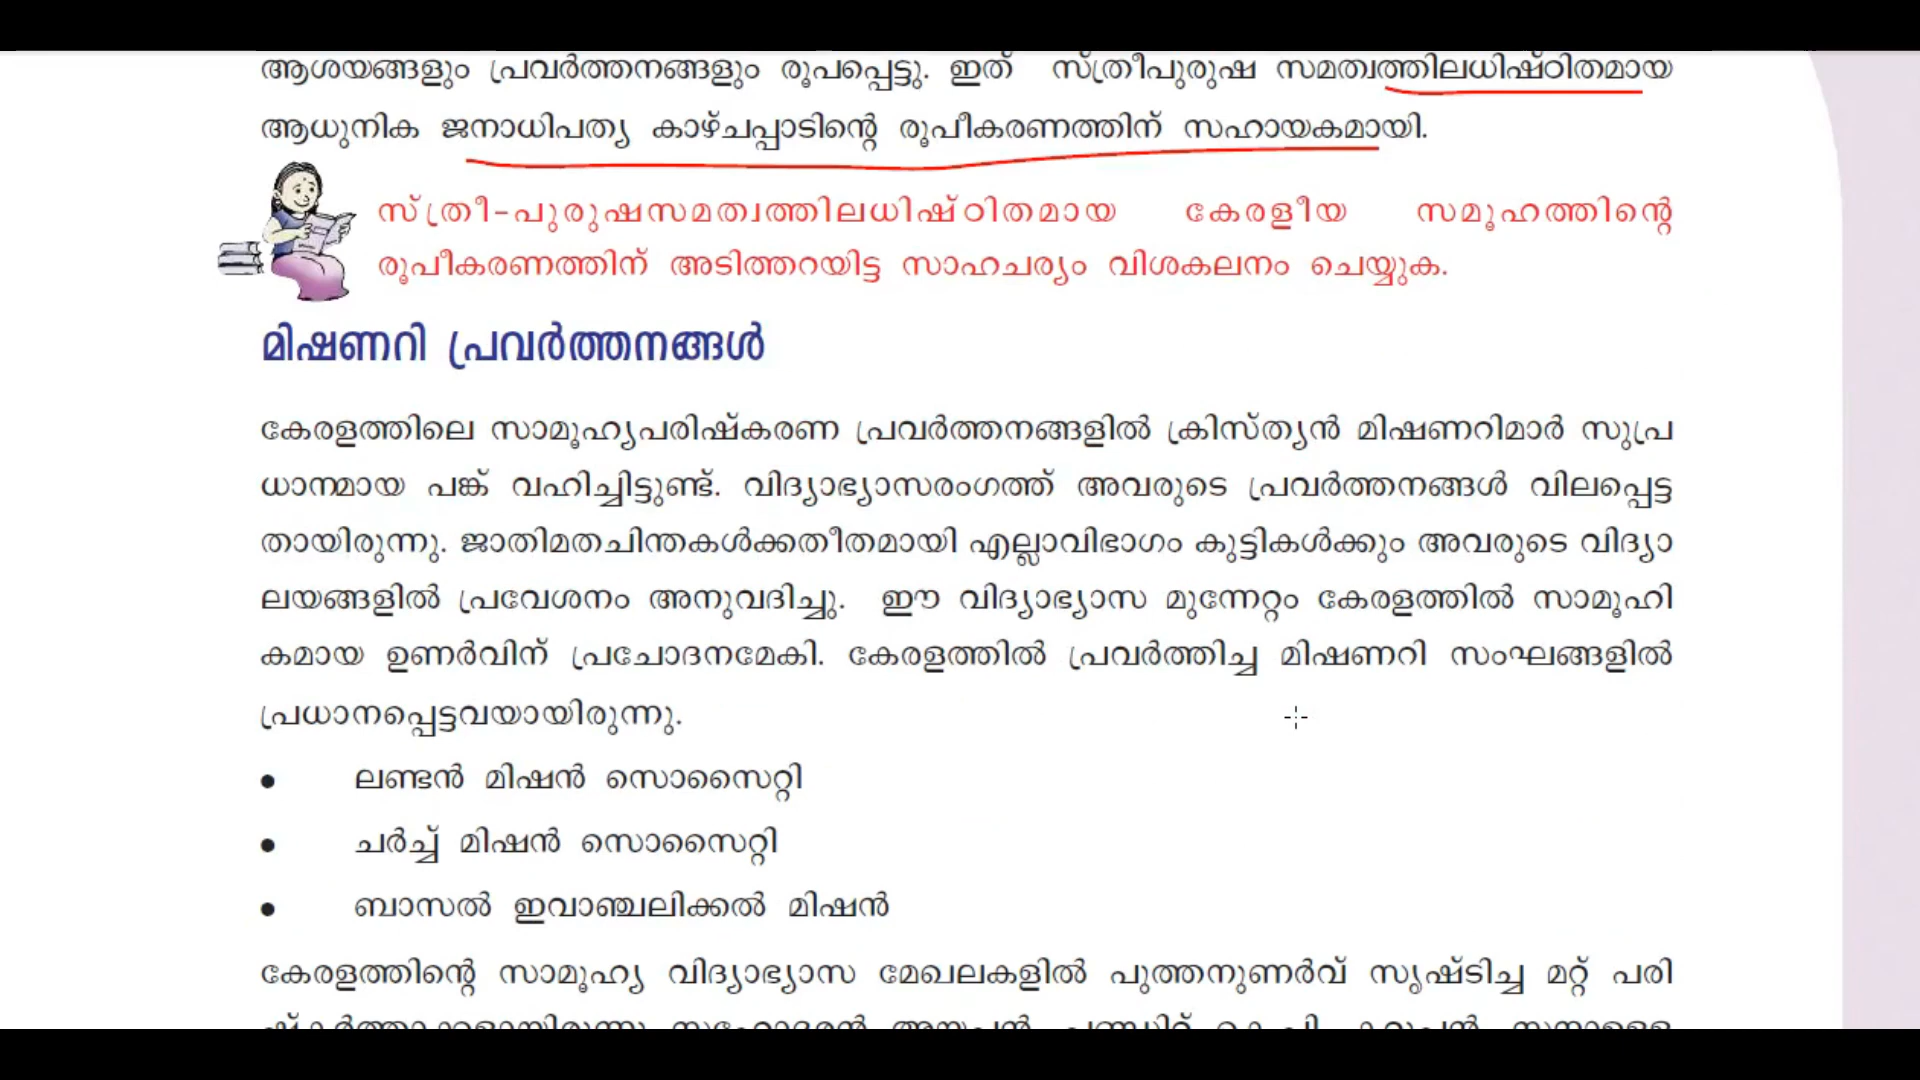 ആശയങ്ങളും പ്രവർത്തനങ്ങളും രൂപപ്പെട്ടു. ഇത് സ്ത്രീപുരുഷ സമത്വത്തിലധിഷ്ഠിതമായ
ആധുനിക ജനാധിപത്യ കാഴ്ചപ്പാടിന്റെ രൂപീകരണത്തിന് സഹായകമായി.
സ്ത്രീ-പുരുഷസമത്വത്തിലധിഷ്ഠിതമായ കേരളീയ സമൂഹത്തിന്റെ
രൂപീകരണത്തിന് അടിത്തറയിട്ട സാഹചര്യം വിശകലനം ചെയ്യുക.
മിഷണറി പ്രവർത്തനങ്ങൾ
കേരളത്തിലെ സാമൂഹ്യപരിഷ്കരണ പ്രവർത്തനങ്ങളിൽ ക്രിസ്ത്യൻ മിഷണറിമാർ സുപ്ര
ധാനമായ പങ്ക് വഹിച്ചിട്ടുണ്ട്. വിദ്യാഭ്യാസരംഗത്ത് അവരുടെ പ്രവർത്തനങ്ങൾ വിലപ്പെട്ട
തായിരുന്നു. ജാതിമതചിന്തകൾക്കതീതമായി എല്ലാവിഭാഗം കുട്ടികൾക്കും അവരുടെ വിദ്യാ
ലയങ്ങളിൽ പ്രവേശനം അനുവദിച്ചു. ഈ വിദ്യാഭ്യാസ മുന്നേറ്റം കേരളത്തിൽ സാമൂഹി
കമായ ഉണർവിന് പ്രചോദനമേകി. കേരളത്തിൽ പ്രവർത്തിച്ച മിഷണറി സംഘങ്ങളിൽ
പ്രധാനപ്പെട്ടവയായിരുന്നു.
• ലണ്ടൻ മിഷൻ സൊസൈറ്റി
• ചർച്ച് മിഷൻ സൊസൈറ്റി
• ബാസൽ ഇവാഞ്ചലിക്കൽ മിഷൻ
കേരളത്തിന്റെ സാമൂഹ്യ വിദ്യാഭ്യാസ മേഖലകളിൽ പുത്തനുണർവ് സൃഷ്ടിച്ച മറ്റ് പരി